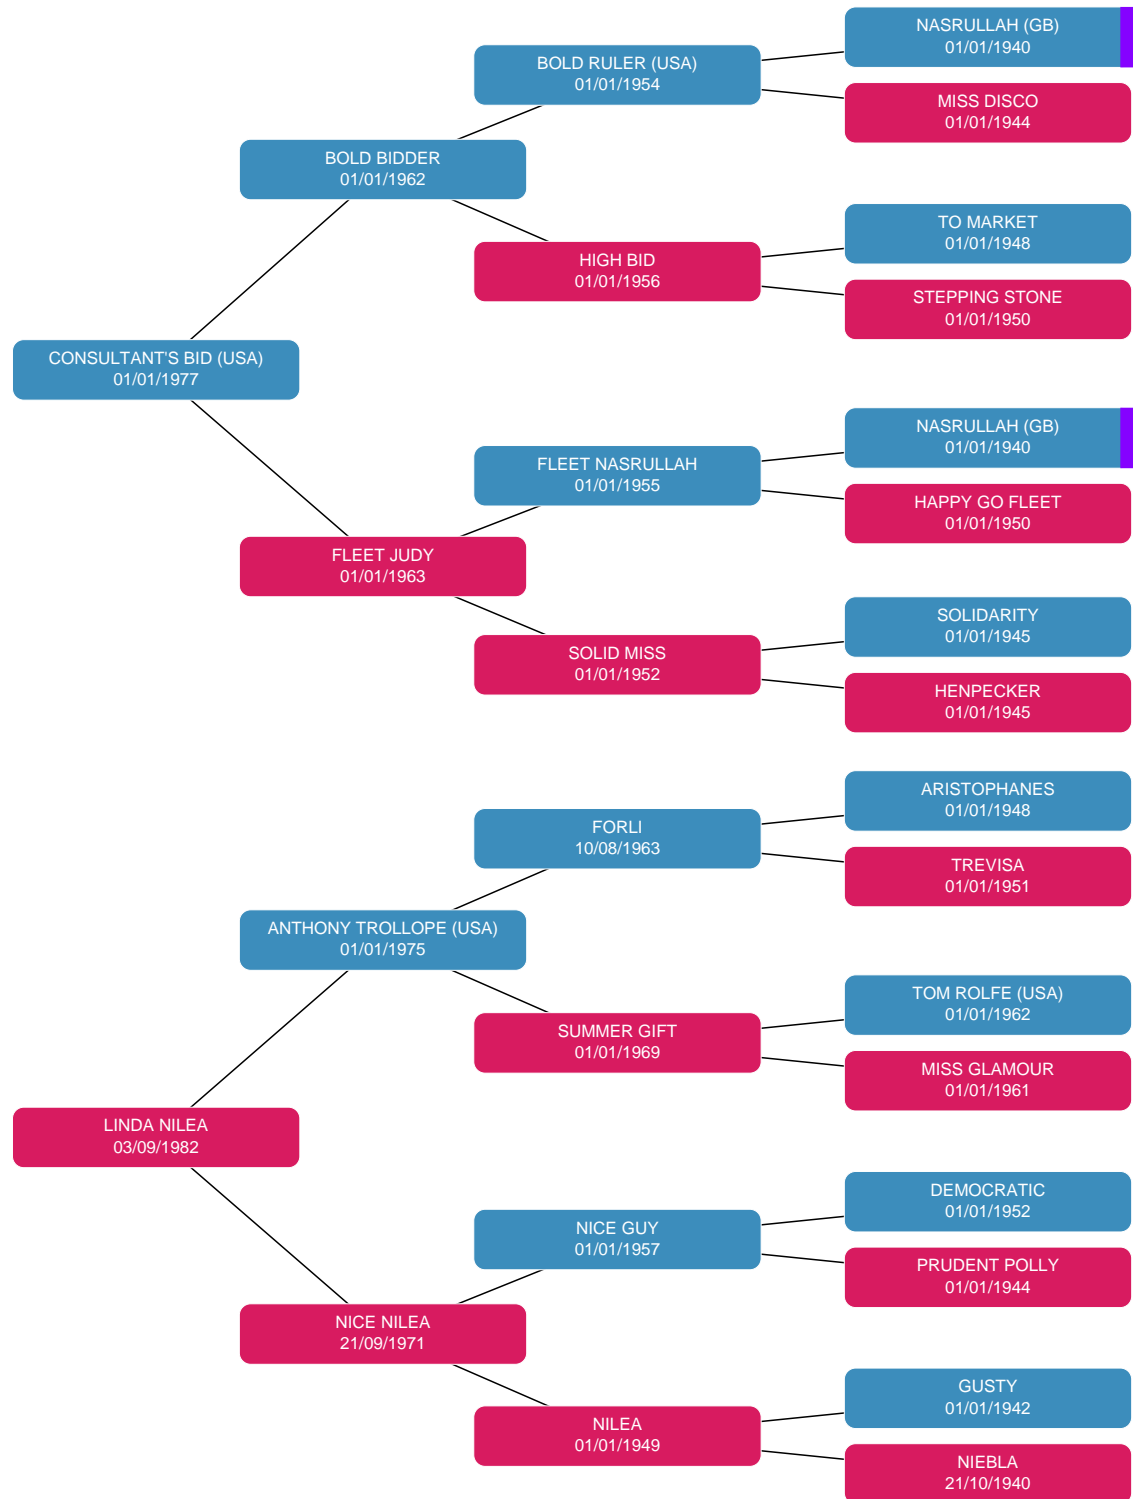 NASRULLAH (GB)
01/01/1940
BOLD RULER (USA)
01/01/1954
MISS DISCO
01/01/1944
BOLD BIDDER
01/01/1962
TO MARKET
01/01/1948
HIGH BID
01/01/1956
STEPPING STONE
01/01/1950
CONSULTANT'S BID (USA)
01/01/1977
NASRULLAH (GB)
01/01/1940
FLEET NASRULLAH
01/01/1955
HAPPY GO FLEET
01/01/1950
FLEET JUDY
01/01/1963
SOLIDARITY
01/01/1945
SOLID MISS
01/01/1952
HENPECKER
01/01/1945
ARISTOPHANES
01/01/1948
FORLI
10/08/1963
TREVISA
01/01/1951
ANTHONY TROLLOPE (USA)
01/01/1975
TOM ROLFE (USA)
01/01/1962
SUMMER GIFT
01/01/1969
MISS GLAMOUR
01/01/1961
LINDA NILEA
03/09/1982
DEMOCRATIC
01/01/1952
NICE GUY
01/01/1957
PRUDENT POLLY
01/01/1944
NICE NILEA
21/09/1971
GUSTY
01/01/1942
NILEA
01/01/1949
NIEBLA
21/10/1940